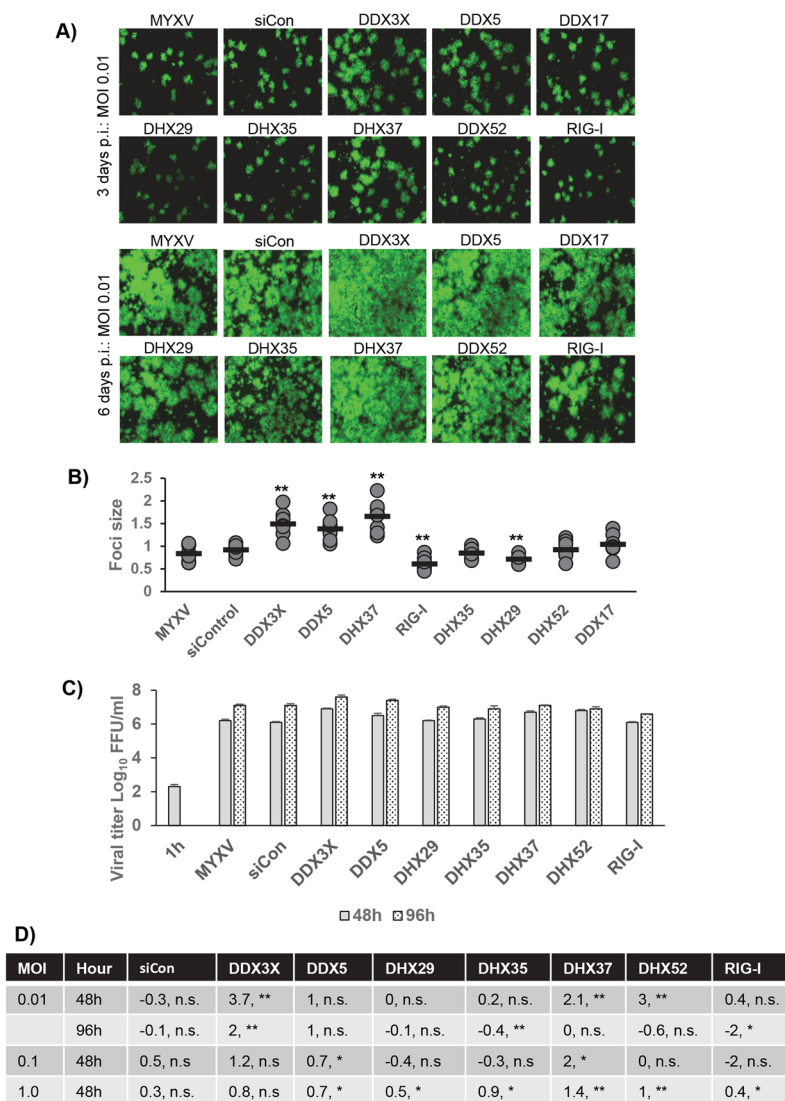 A)
3 days p.i.: MOI 0.01
MYXV siCon DDX3X DDX5 DDX17
DHX29 DHX35 DHX37 DDX52 RIG-I
6 days p.i.: MOI 0.01
MYXV siCon DDX3X DDX5 DDX17
DHX29 DHX35 DHX37 DDX52 RIG-I
B)
Foci size
2.5
2
1.5
1
0.5
0
** ** ** ** **
MYXV siControl DDX3X DDX5 DHX37 RIG-I DHX35 DHX29 DHX52 DDX17
C)
Viral titer Log10 FFU/ml
8
6
4
2
0
1h MYXV siCon DDX3X DDX5 DHX29 DHX35 DHX37 DHX52 RIG-I
48h 96h
D)
MOI Hour siCon DDX3X DDX5 DHX29 DHX35 DHX37 DHX52 RIG-I
0.01 48h -0.3, n.s. 3.7, ** 1, n.s. 0, n.s. 0.2, n.s. 2.1, ** 3, ** 0.4, n.s.
96h -0.1, n.s. 2, ** 1, n.s. -0.1, n.s. -0.4, ** 0, n.s. -0.6, n.s. -2, *
0.1 48h 0.5, n.s 1.2, n.s 0.7, * -0.4, n.s -0.3, n.s 2, * 0, n.s. -2, n.s.
1.0 48h 0.3, n.s. 0.8, n.s 0.7, * 0.5, * 0.9, * 1.4, ** 1, ** 0.4, *